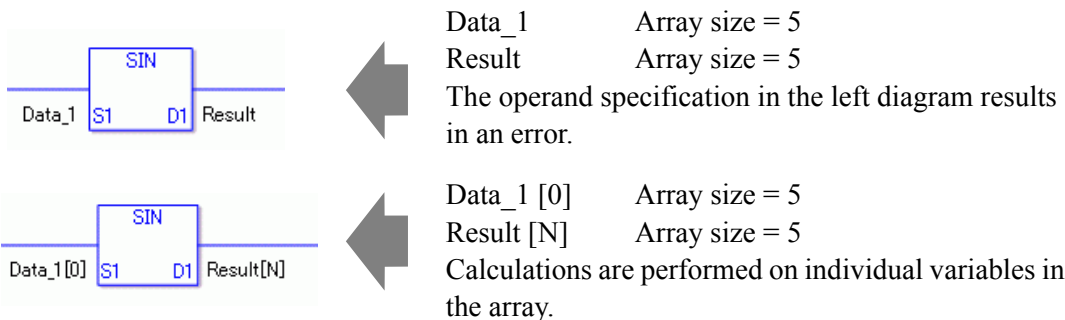 SIN
Data_1 S1 D1 Result
Data_1 Array size = 5
Result Array size = 5
The operand specification in the left diagram results
in an error.
SIN
Data_1[0] S1 D1 Result[N]
Data_1 [0] Array size = 5
Result [N] Array size = 5
Calculations are performed on individual variables in
the array.